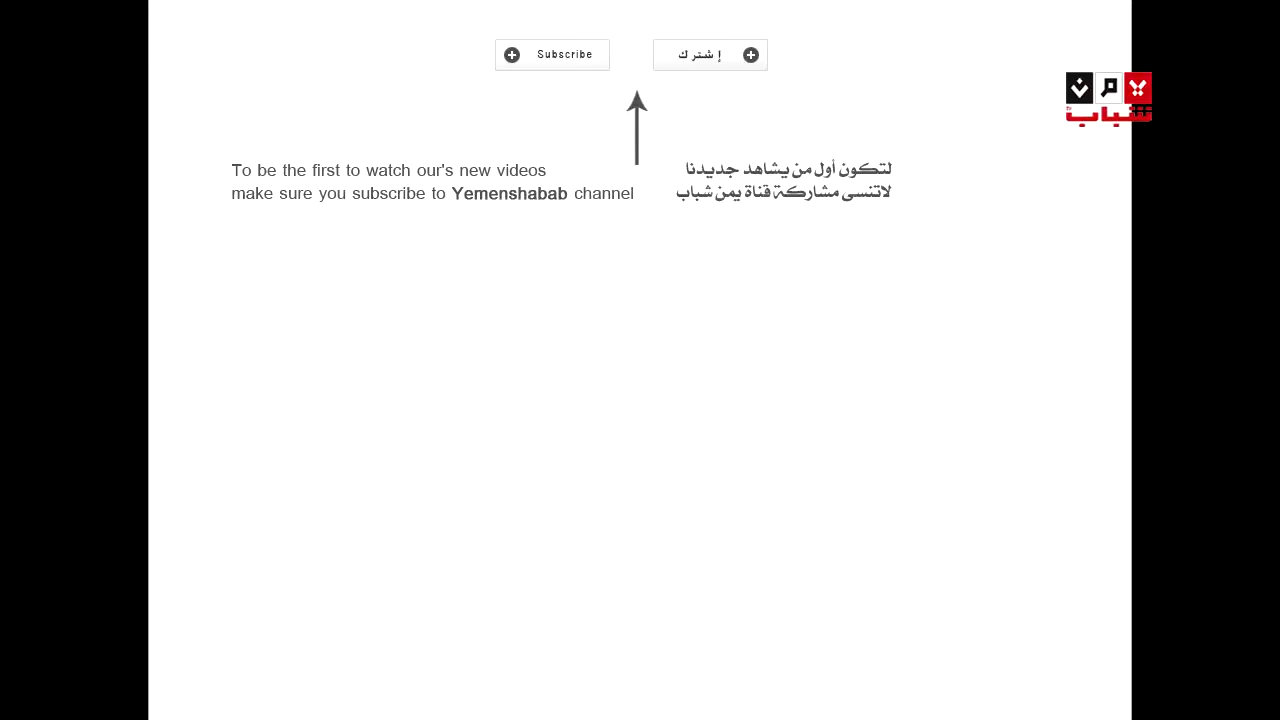 Subscribe
إشترك
To be the first to watch our's new videos
make sure you subscribe to Yemenshabab channel
لتكون أول من يشاهد جديدنا
لاتنسى مشاركة قناة يمن شباب
يمن
شباب
TV